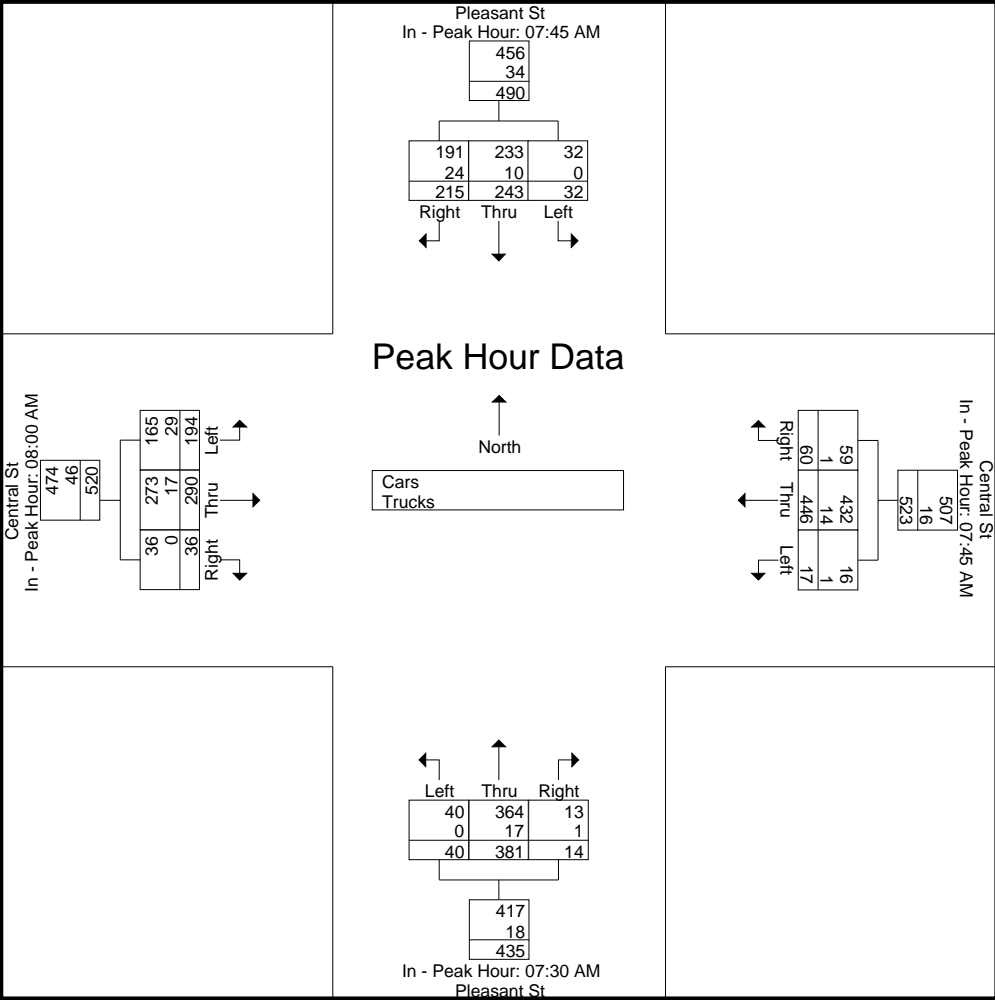 Pleasant St
In - Peak Hour: 07:45 AM
456
34
490
191 233 32
24 10 0
215 243 32
Right Thru Left
Peak Hour Data
North
Cars
Trucks
Central St
In - Peak Hour: 08:00 AM
474
46
520
165 273 36
29 17 0
194 290 36
Left Thru Right
Central St
In - Peak Hour: 07:45 AM
507
16
523
59 432 16
1 14 1
60 446 17
Right Thru Left
Left Thru Right
40 364 13
0 17 1
40 381 14
417
18
435
In - Peak Hour: 07:30 AM
Pleasant St